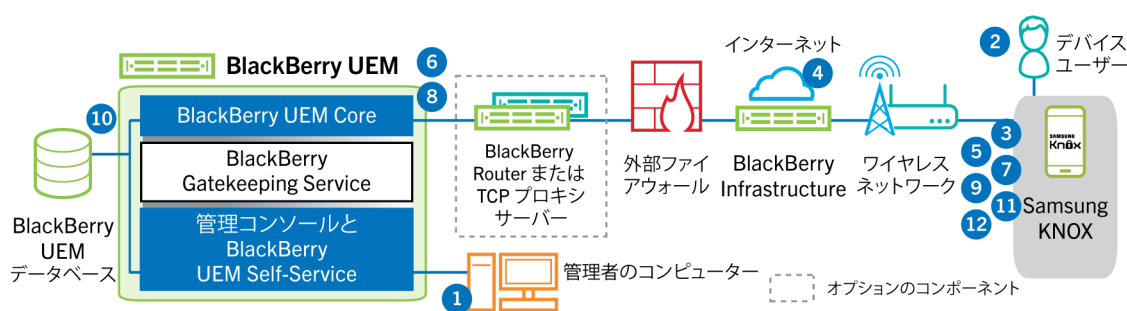 インターネット
2
デバイス
ユーザー
BlackBerry UEM
6
4
8
10
BlackBerry UEM Core
BlackBerry
Gatekeeping Service
管理コンソールと
BlackBerry
UEM Self-Service
BlackBerry
UEM
データベース
BlackBerry
Router または
TCP プロキシ
サーバー
外部ファイ
アウォール
BlackBerry
Infrastructure
ワイヤレス
ネットワーク
3
5
7
9
11
12
SAMSUNG
Knox
Samsung
KNOX
1
管理者のコンピューター
オプションのコンポーネント